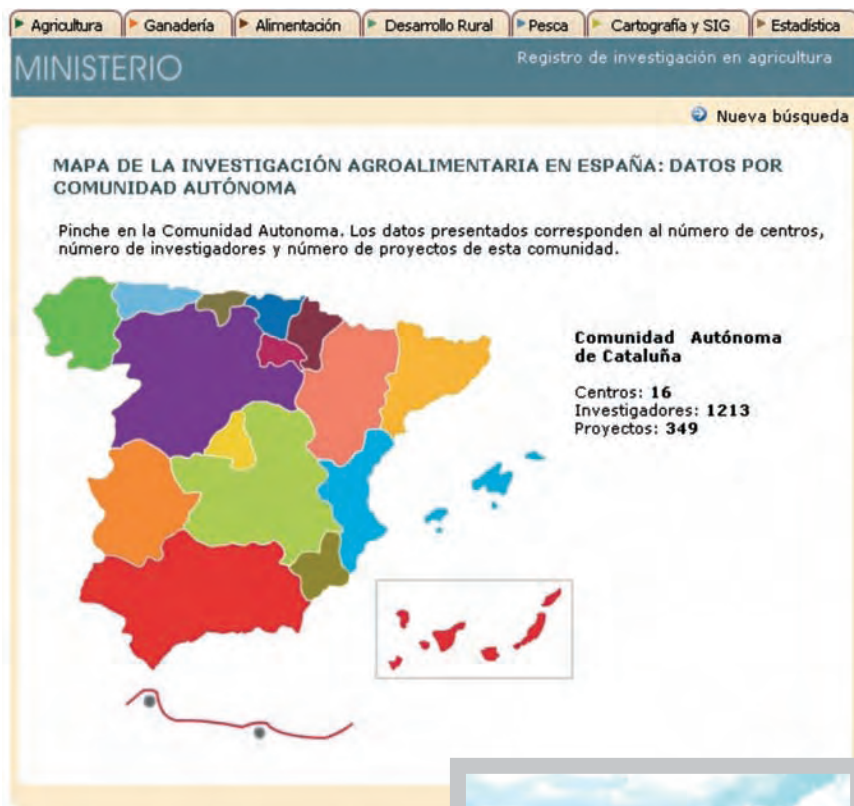 Agricultura Ganadería Alimentación Desarrollo Rural Pesca Cartografía y SIG Estadística
MINISTERIO
Registro de investigación en agricultura
Nueva búsqueda
MAPA DE LA INVESTIGACIÓN AGROALIMENTARIA EN ESPAÑA: DATOS POR
COMUNIDAD AUTÓNOMA
Pinche en la Comunidad Autonoma. Los datos presentados corresponden al número de centros,
número de investigadores y número de proyectos de esta comunidad.
Comunidad Autónoma
de Cataluña
Centros: 16
Investigadores: 1213
Proyectos: 349